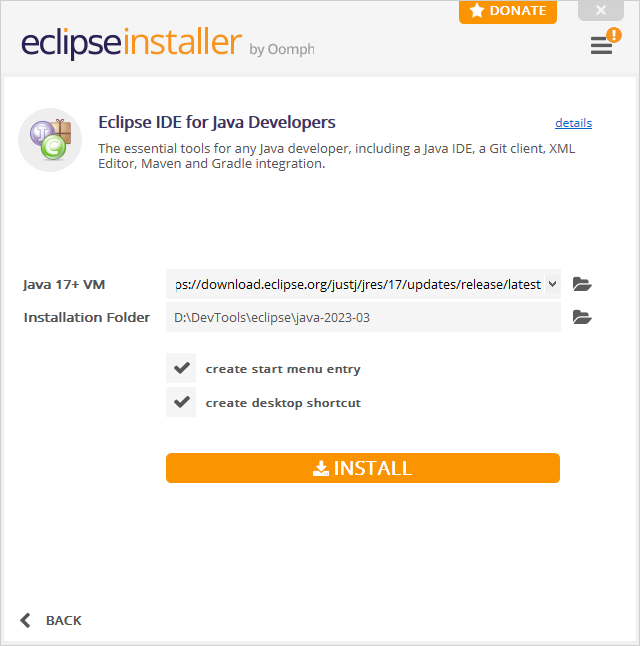 DONATE
eclipseinstaller by Oomph
!
Eclipse IDE for Java Developers
details
The essential tools for any Java developer, including a Java IDE, a Git client, XML
Editor, Maven and Gradle integration.
J
C
Java 17+ VM
ps://download.eclipse.org/justj/jres/17/updates/release/latest
Installation Folder
D:\DevTools\eclipse\java-2023-03
create start menu entry
create desktop shortcut
INSTALL
BACK